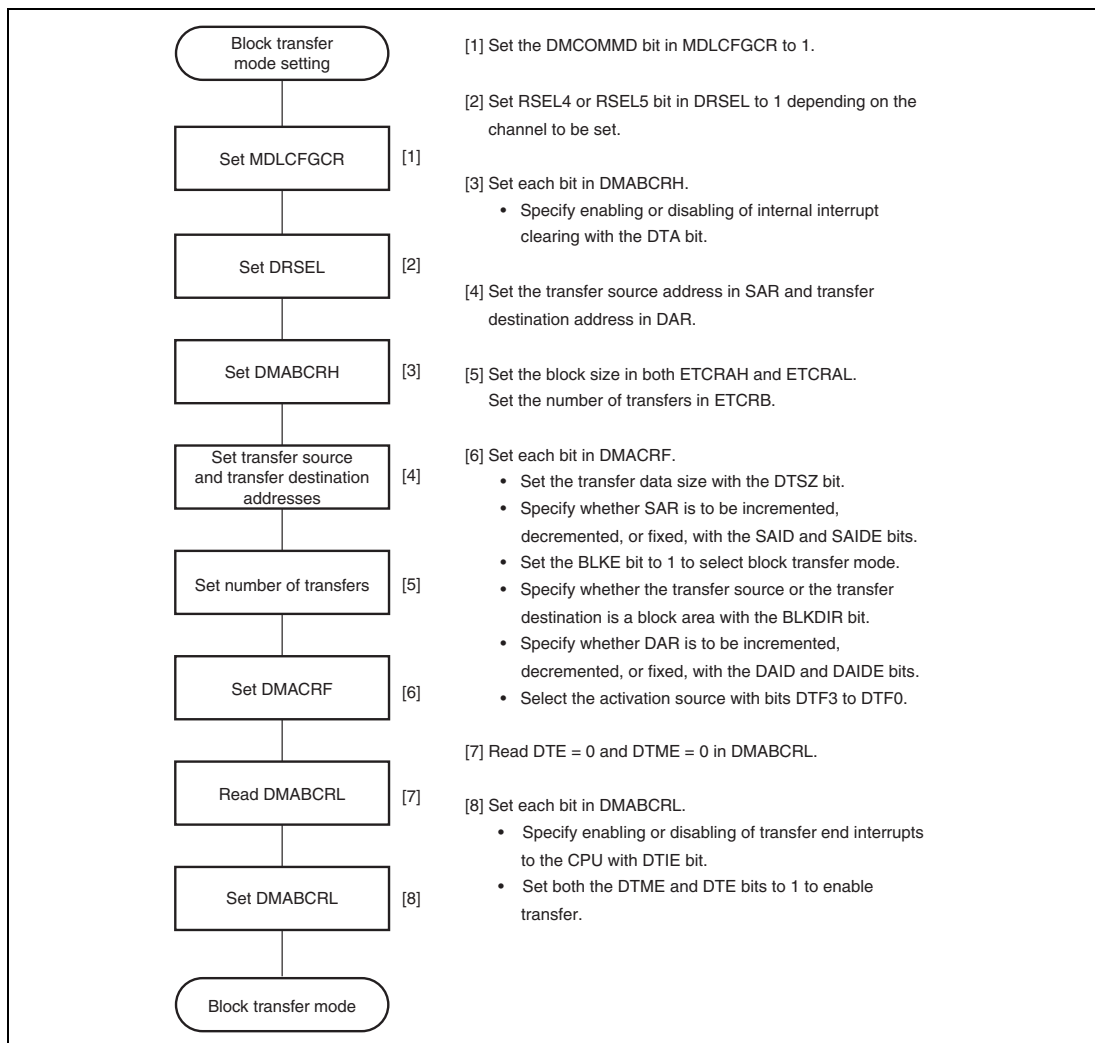 Block transfer
mode setting
Set MDLCFGCR
[1]
Set DRSEL
[2]
Set DMABCRH
[3]
Set transfer source
and transfer destination
addresses
[4]
Set number of transfers
[5]
Set DMACRF
[6]
Read DMABCRL
[7]
Set DMABCRL
[8]
Block transfer mode
[1] Set the DMCOMMD bit in MDLCFGCR to 1.
[2] Set RSEL4 or RSEL5 bit in DRSEL to 1 depending on the
channel to be set.
[3] Set each bit in DMABCRH.
• Specify enabling or disabling of internal interrupt
clearing with the DTA bit.
[4] Set the transfer source address in SAR and transfer
destination address in DAR.
[5] Set the block size in both ETCRAH and ETCRAL.
Set the number of transfers in ETCRB.
[6] Set each bit in DMACRF.
• Set the transfer data size with the DTSZ bit.
• Specify whether SAR is to be incremented,
decremented, or fixed, with the SAID and SAIDE bits.
• Set the BLKE bit to 1 to select block transfer mode.
• Specify whether the transfer source or the transfer
destination is a block area with the BLKDIR bit.
• Specify whether DAR is to be incremented,
decremented, or fixed, with the DAID and DAIDE bits.
• Select the activation source with bits DTF3 to DTF0.
[7] Read DTE = 0 and DTME = 0 in DMABCRL.
[8] Set each bit in DMABCRL.
• Specify enabling or disabling of transfer end interrupts
to the CPU with DTIE bit.
• Set both the DTME and DTE bits to 1 to enable
transfer.